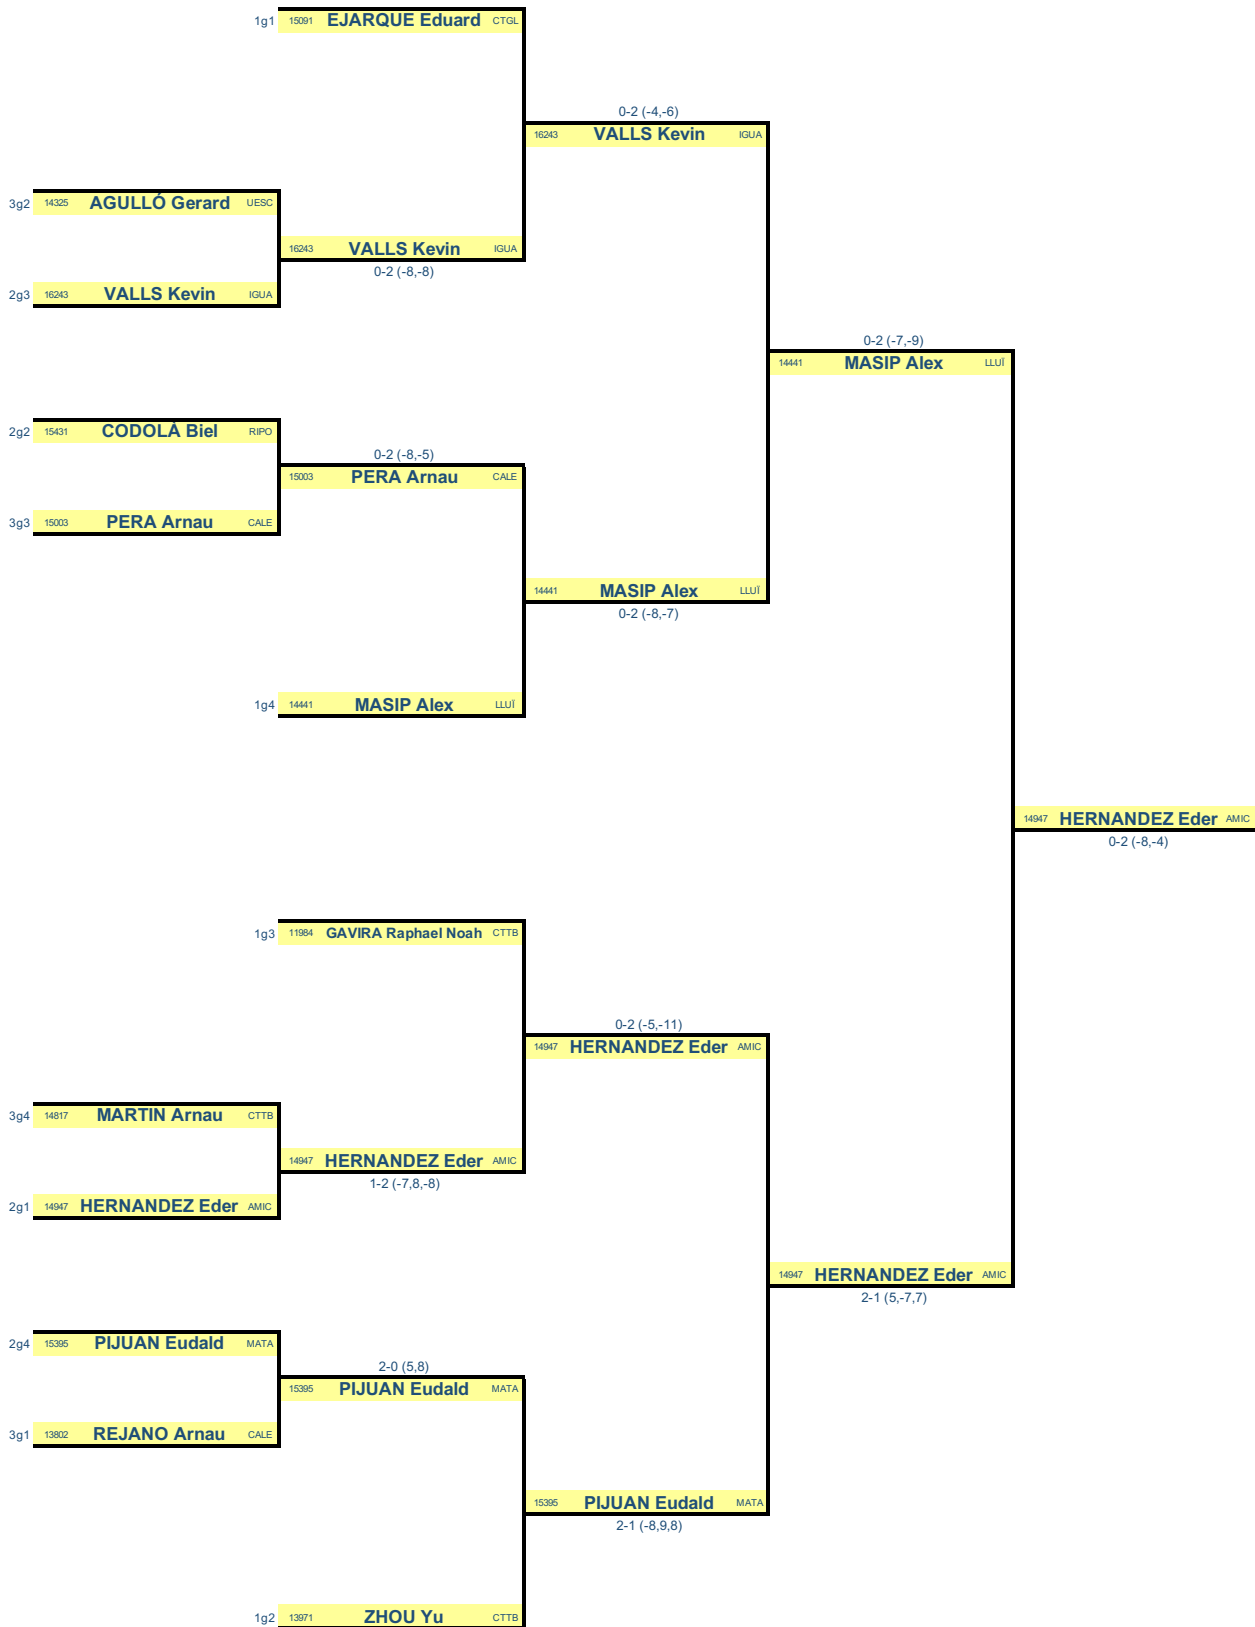 1g1 15091 EJARQUE Eduard CTGL
0-2 (-4,-6)
16243 VALLS Kevin IGUA
3g2 14325 AGULLÓ Gerard UESC
16243 VALLS Kevin IGUA
0-2 (-8,-8)
2g3 16243 VALLS Kevin IGUA
0-2 (-7,-9)
14441 MASIP Alex LLUÏ
2g2 15431 CODOLÀ Biel RIPO
0-2 (-8,-5)
15003 PERA Arnau CALE
3g3 15003 PERA Arnau CALE
14441 MASIP Alex LLUÏ
0-2 (-8,-7)
1g4 14441 MASIP Alex LLUÏ
14947 HERNANDEZ Eder AMIC
0-2 (-8,-4)
1g3 11984 GAVIRA Raphael Noah CTTB
0-2 (-5,-11)
14947 HERNANDEZ Eder AMIC
3g4 14817 MARTIN Arnau CTTB
14947 HERNANDEZ Eder AMIC
1-2 (-7,8,-8)
2g1 14947 HERNANDEZ Eder AMIC
14947 HERNANDEZ Eder AMIC
2-1 (5,-7,7)
2g4 15395 PIJUAN Eudald MATA
2-0 (5,8)
15395 PIJUAN Eudald MATA
3g1 13802 REJANO Arnau CALE
15395 PIJUAN Eudald MATA
2-1 (-8,9,8)
1g2 13971 ZHOU Yu CTTB